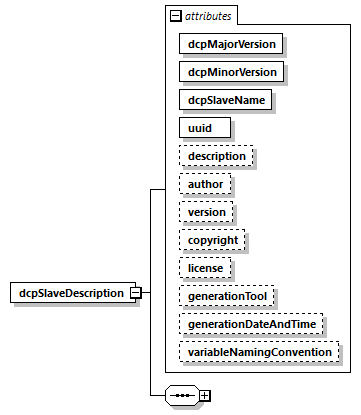 attributes
dcpMajorVersion
dcpMinorVersion
dcpSlaveName
uuid
description
author
version
copyright
license
dcpSlaveDescription
generationTool
generationDateAndTime
variableNamingConvention